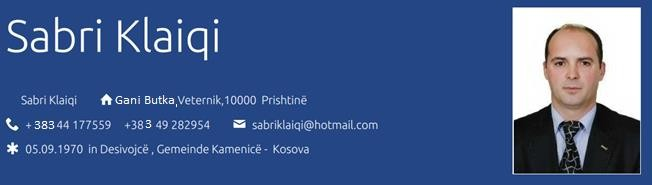 Sabri Klaiqi
Sabri Klaiqi Gani Butka,Veternik,10000 Prishtinë
+ 383 44 177559 +383 49 282954 sabriklaiqi@hotmail.com
05.09.1970 in Desivojcë , Gemeinde Kamenicë - Kosova